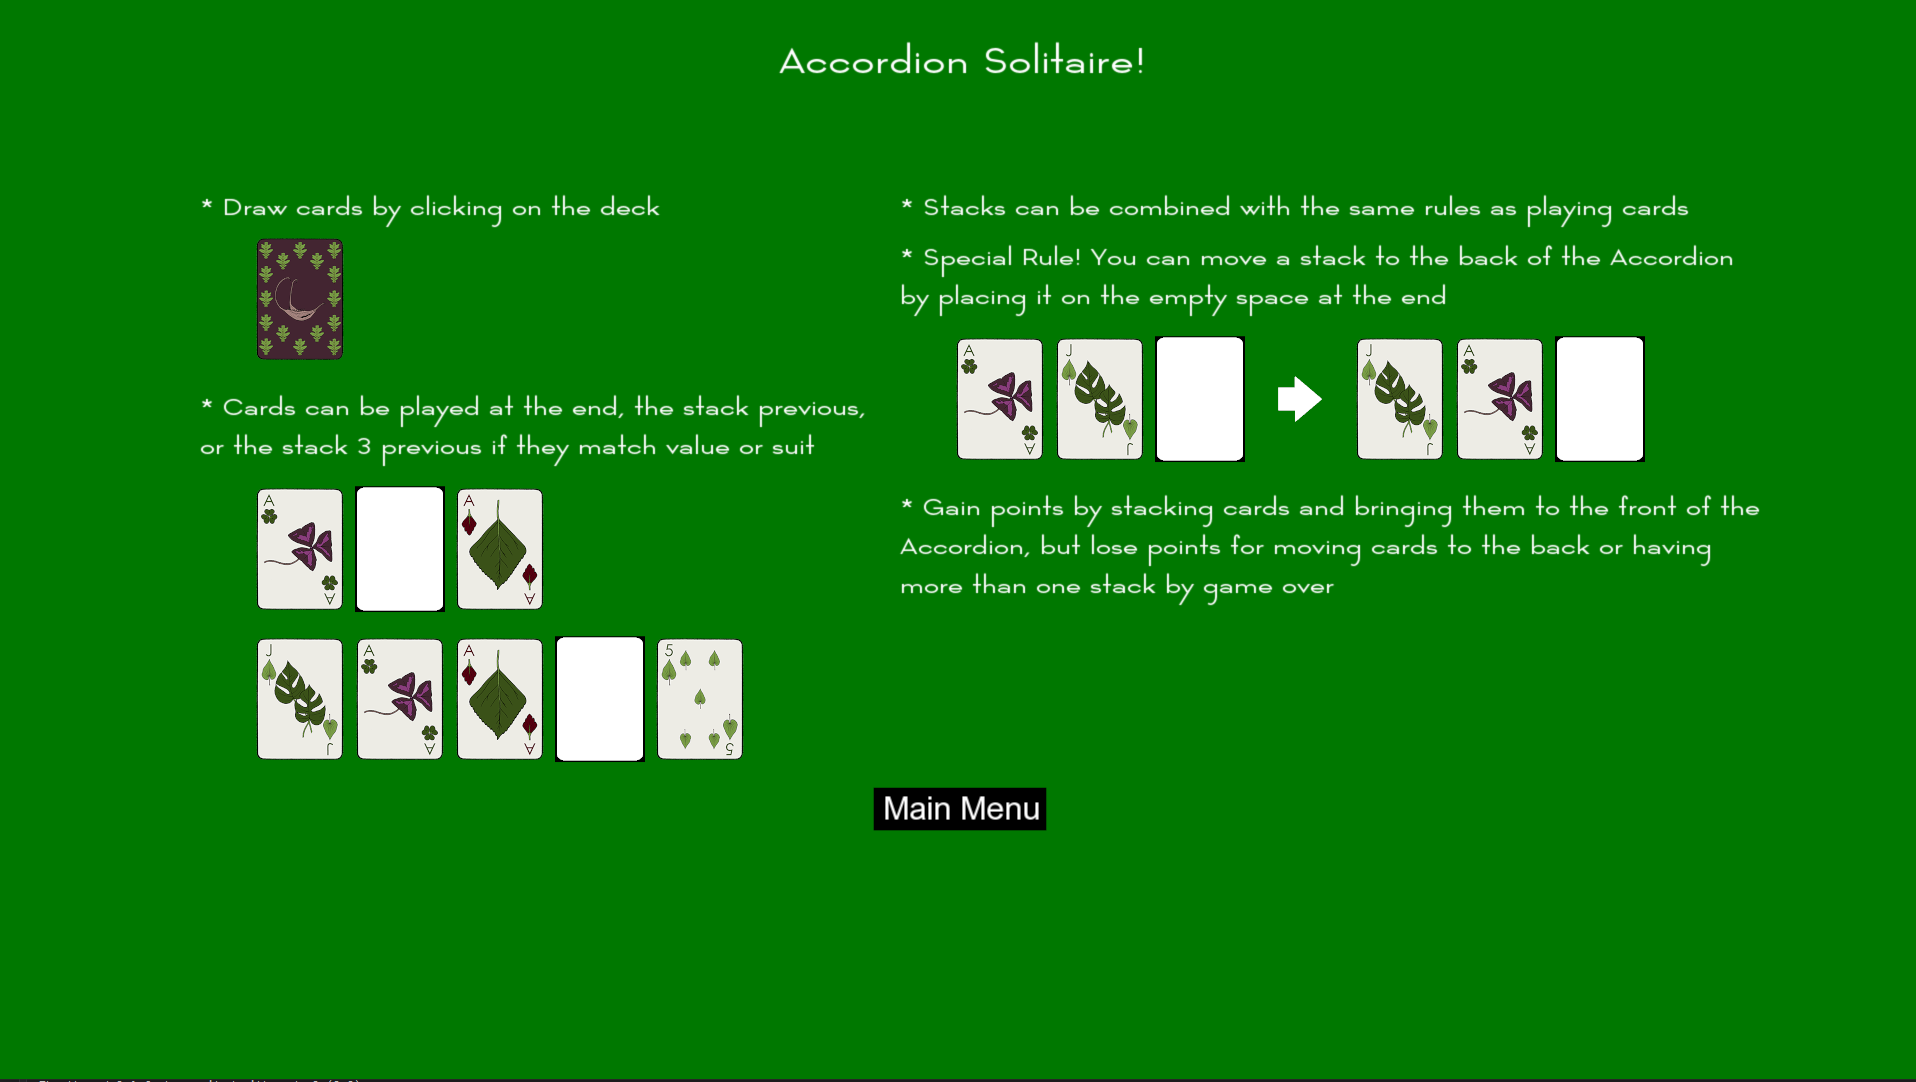 Accordion Solitaire!
* Draw cards by clicking on the deck
* Cards can be played at the end, the stack previous,
or the stack 3 previous if they match value or suit
A
A
A
A
J
J
A
A
A
A
5
5
* Stacks can be combined with the same rules as playing cards
* Special Rule! You can move a stack to the back of the Accordion
by placing it on the empty space at the end
A
A
J
J
J
J
A
A
* Gain points by stacking cards and bringing them to the front of the
Accordion, but lose points for moving cards to the back or having
more than one stack by game over
Main Menu